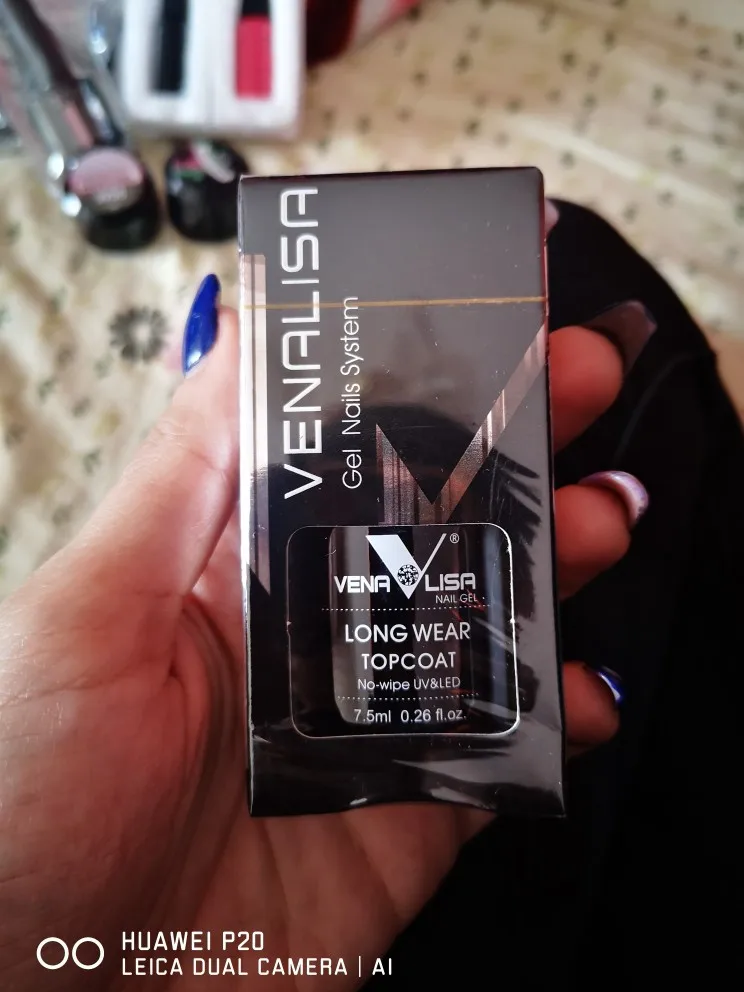 VENALISA
Gel Nails System
VENA LISA ®
NAIL GEL
LONG WEAR
TOPCOAT
No-wipe UV&LED
7.5ml 0.26 fl.oz.
HUAWEI P20
LEICA DUAL CAMERA | AI